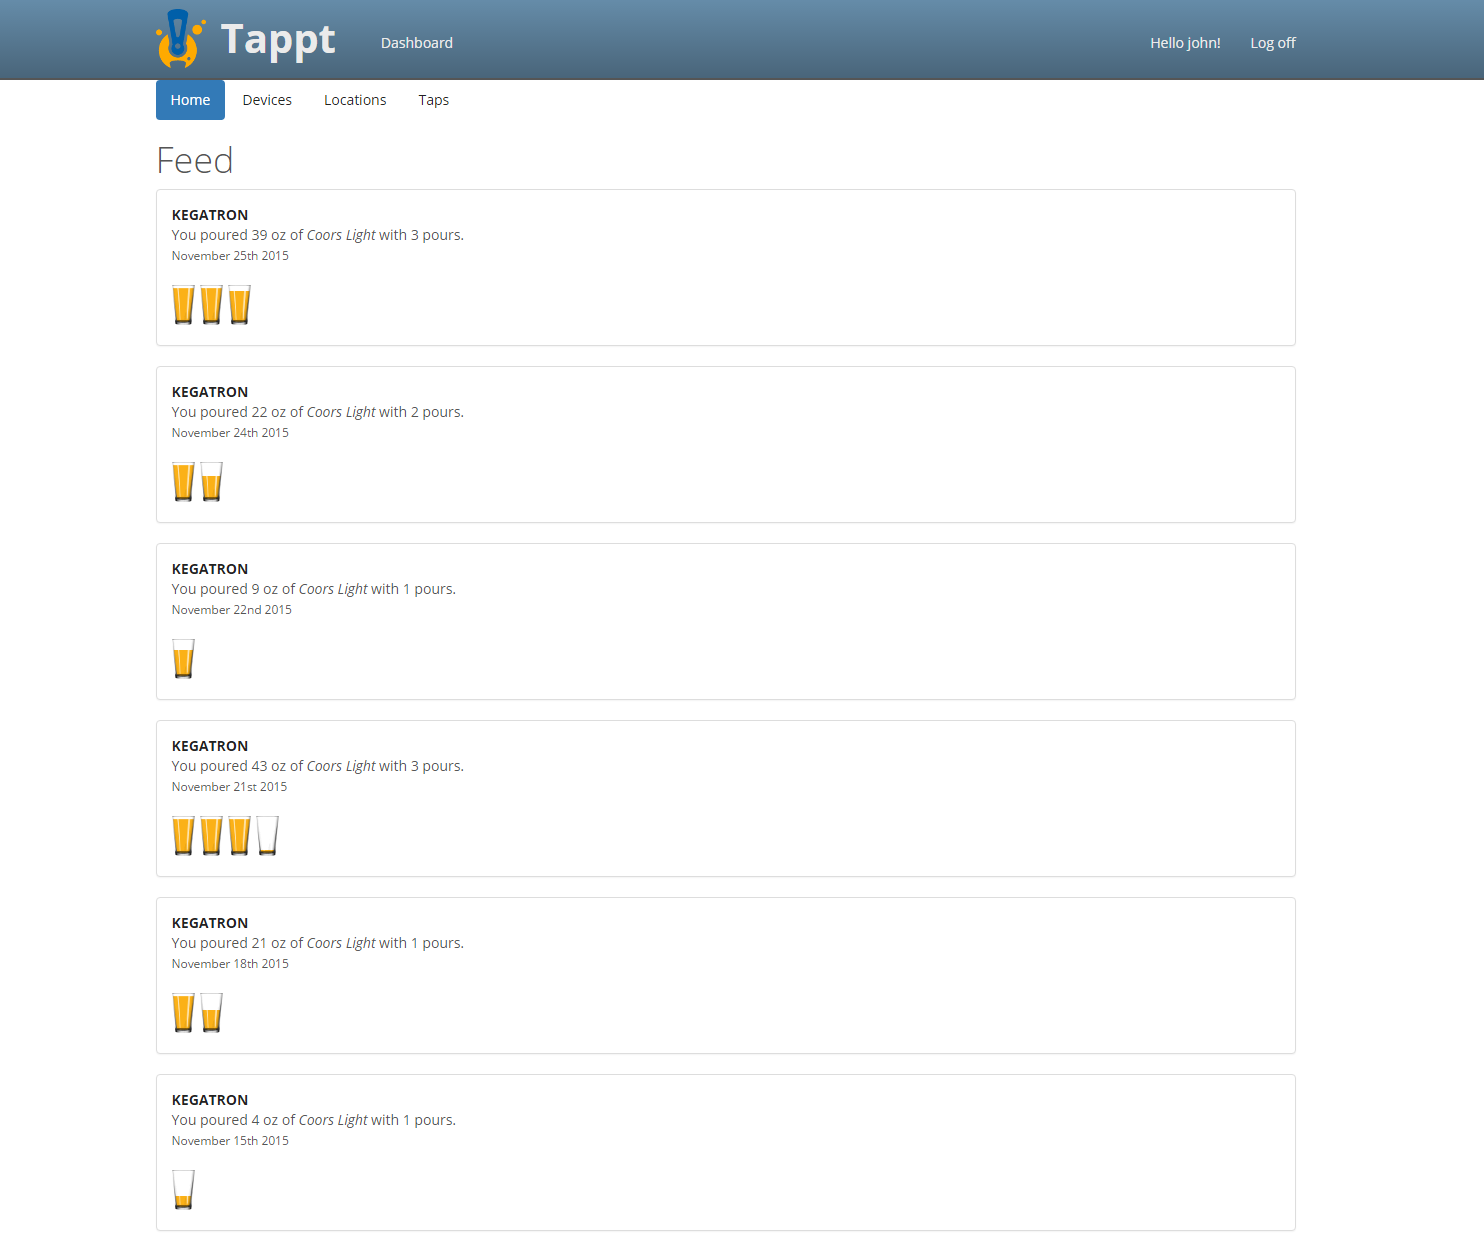 Tappt
Dashboard
Hello john!
Log off
Home
Devices
Locations
Taps
Feed
KEGATRON
You poured 39 oz of Coors Light with 3 pours.
November 25th 2015
KEGATRON
You poured 22 oz of Coors Light with 2 pours.
November 24th 2015
KEGATRON
You poured 9 oz of Coors Light with 1 pours.
November 22nd 2015
KEGATRON
You poured 43 oz of Coors Light with 3 pours.
November 21st 2015
KEGATRON
You poured 21 oz of Coors Light with 1 pours.
November 18th 2015
KEGATRON
You poured 4 oz of Coors Light with 1 pours.
November 15th 2015